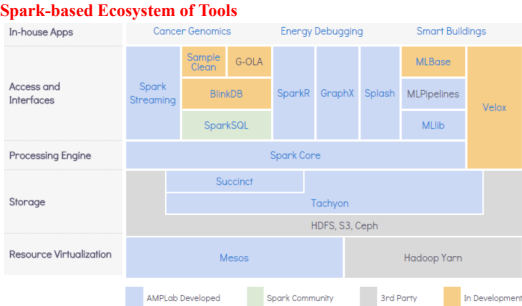 Spark-based Ecosystem of Tools
In-house Apps
Cancer Genomics
Energy Debugging
Smart Buildings
Access and
Interfaces
Spark
Streaming
Sample
Clean
G-OLA
BlinkDB
SparkSQL
SparkR
GraphX
Splash
MLBase
MLPipelines
MLlib
Velox
Processing Engine
Spark Core
Storage
Succinct
Tachyon
HDFS, S3, Ceph
Resource Virtualization
Mesos
Hadoop Yarn
AMPLab Developed
Spark Community
3rd Party
In Development